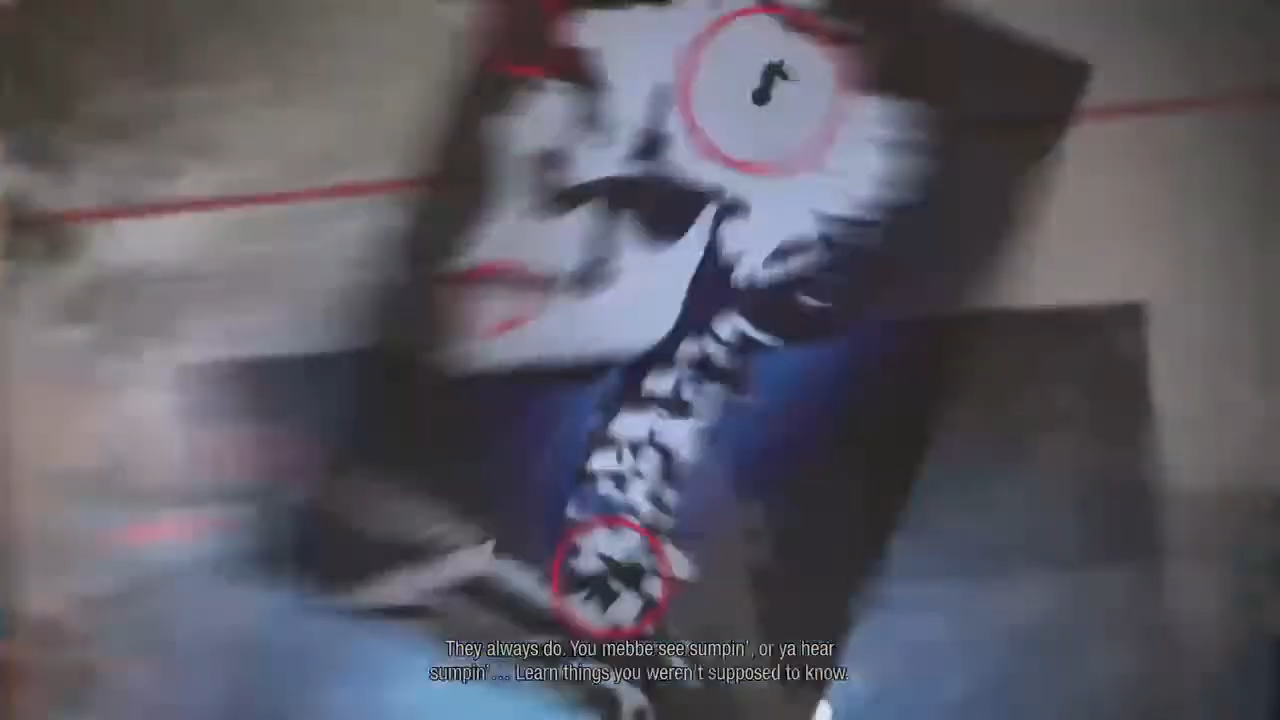 They always do. You mebbe see sumpin', or ya hear
sumpin'... Learn things you weren't supposed to know.